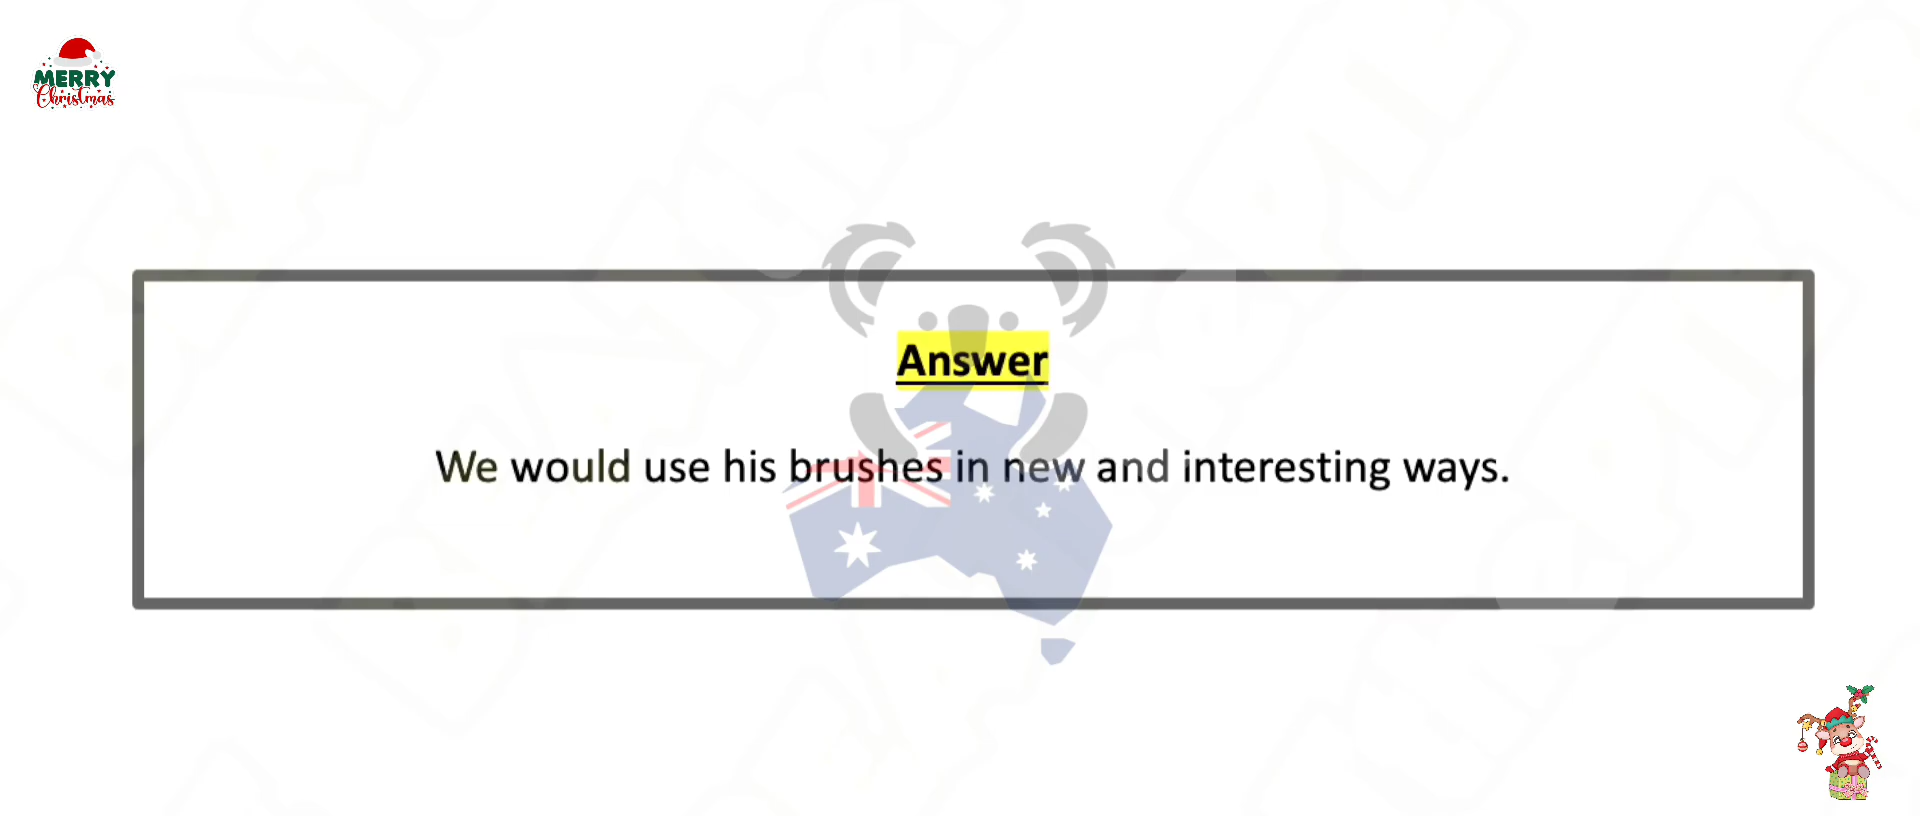 MERRY
Christmas
Answer
We would use his brushes in new and interesting ways.